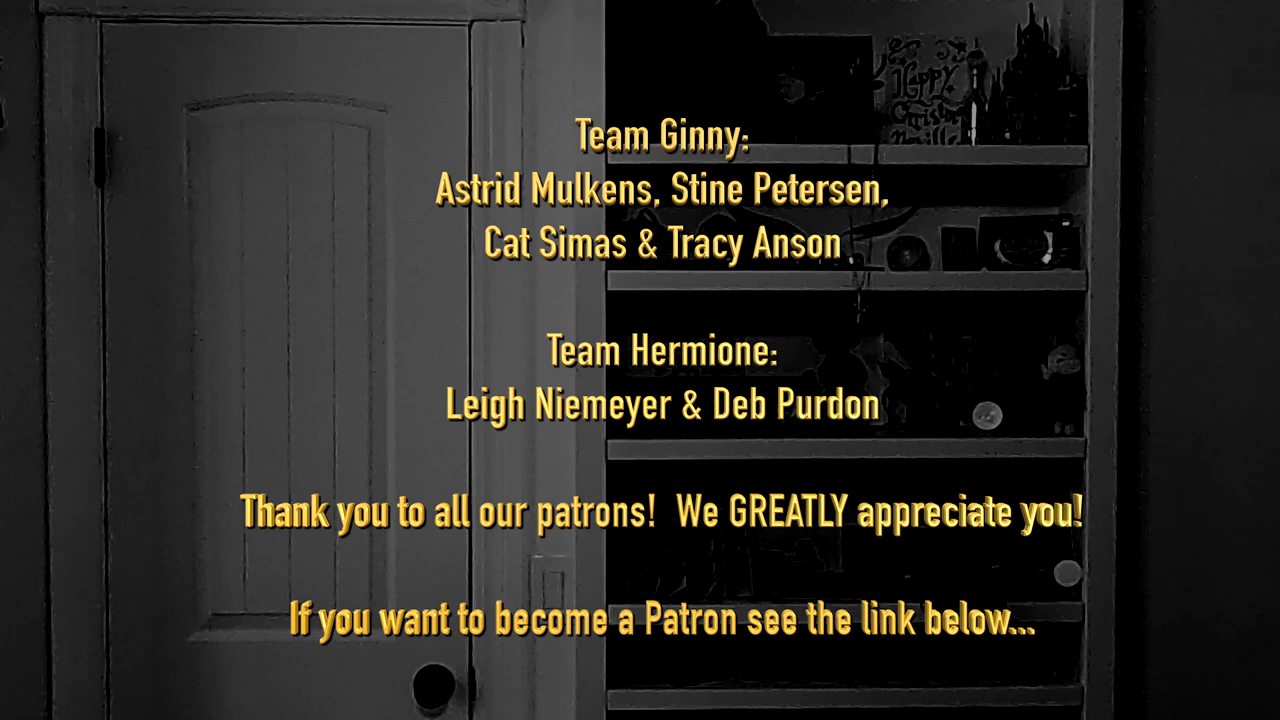 Happy
Team Ginny:
Astrid Mulkens, Stine Petersen,
Cat Simas & Tracy Anson
Team Hermione:
Leigh Niemeyer & Deb Purdon
Thank you to all our patrons! We GREATLY appreciate you!
If you want to become a Patron see the link below...